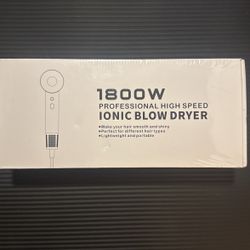 1800W
PROFESSIONAL HIGH SPEED
IONIC BLOW DRYER
•Make your hair smooth and shiny
•Perfect for different hair types
•Lightweight and portable